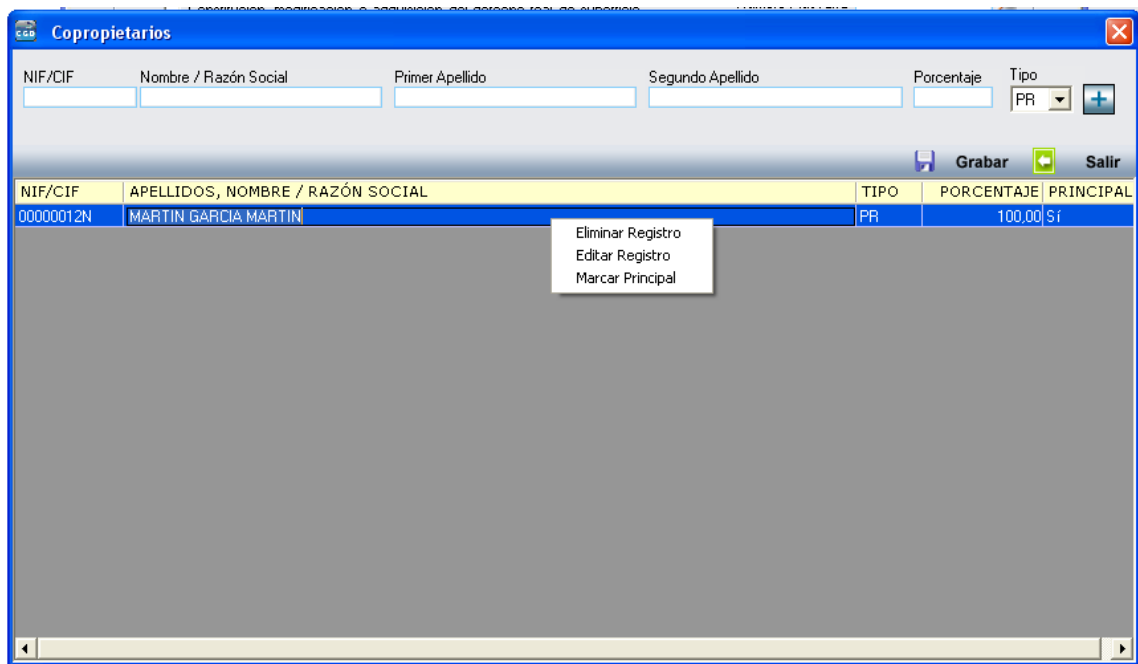 CGD Copropietarios
NIF/CIF Nombre / Razón Social Primer Apellido Segundo Apellido Porcentaje Tipo
PR
Grabar Salir
NIF/CIF APELLIDOS, NOMBRE / RAZÓN SOCIAL TIPO PORCENTAJE PRINCIPAL
00000012N MARTIN GARCIA MARTIN PR 100,00 Sí
Eliminar Registro
Editar Registro
Marcar Principal